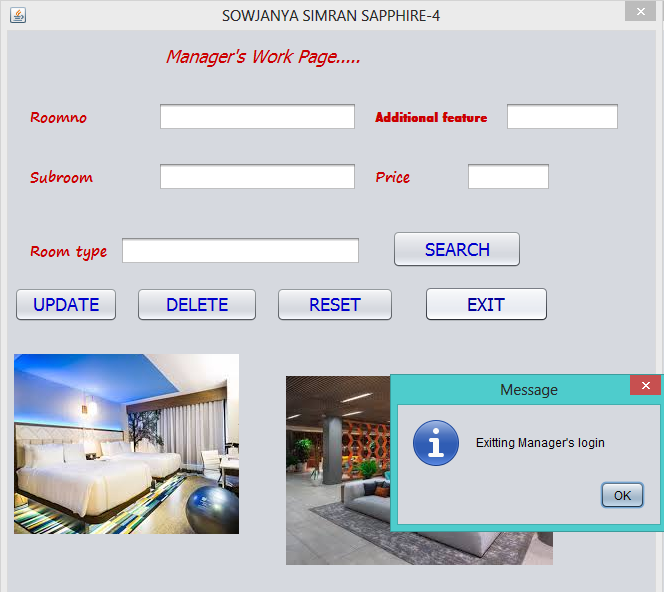 SOWJANYA SIMRAN SAPPHIRE-4
Manager's Work Page.....
Roomno
Additional feature
Subroom
Price
Room type
SEARCH
UPDATE
DELETE
RESET
EXIT
Message
Exitting Manager's login
OK